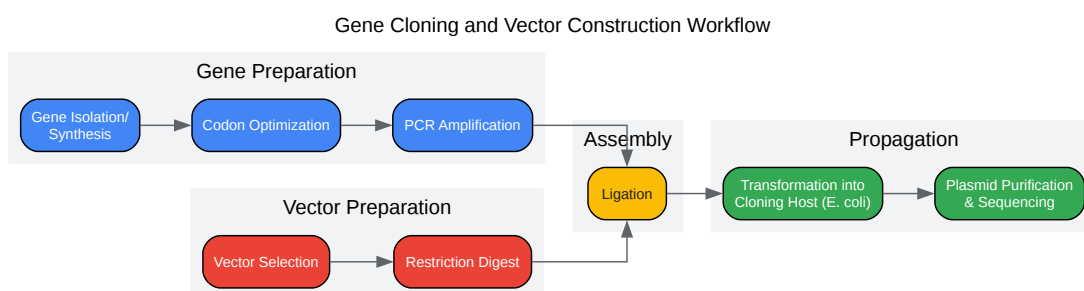 Gene Cloning and Vector Construction Workflow
Gene Preparation
Gene Isolation/
Synthesis
Codon Optimization
PCR Amplification
Vector Preparation
Vector Selection
Restriction Digest
Assembly
Ligation
Propagation
Transformation into
Cloning Host (E. coli)
Plasmid Purification
& Sequencing